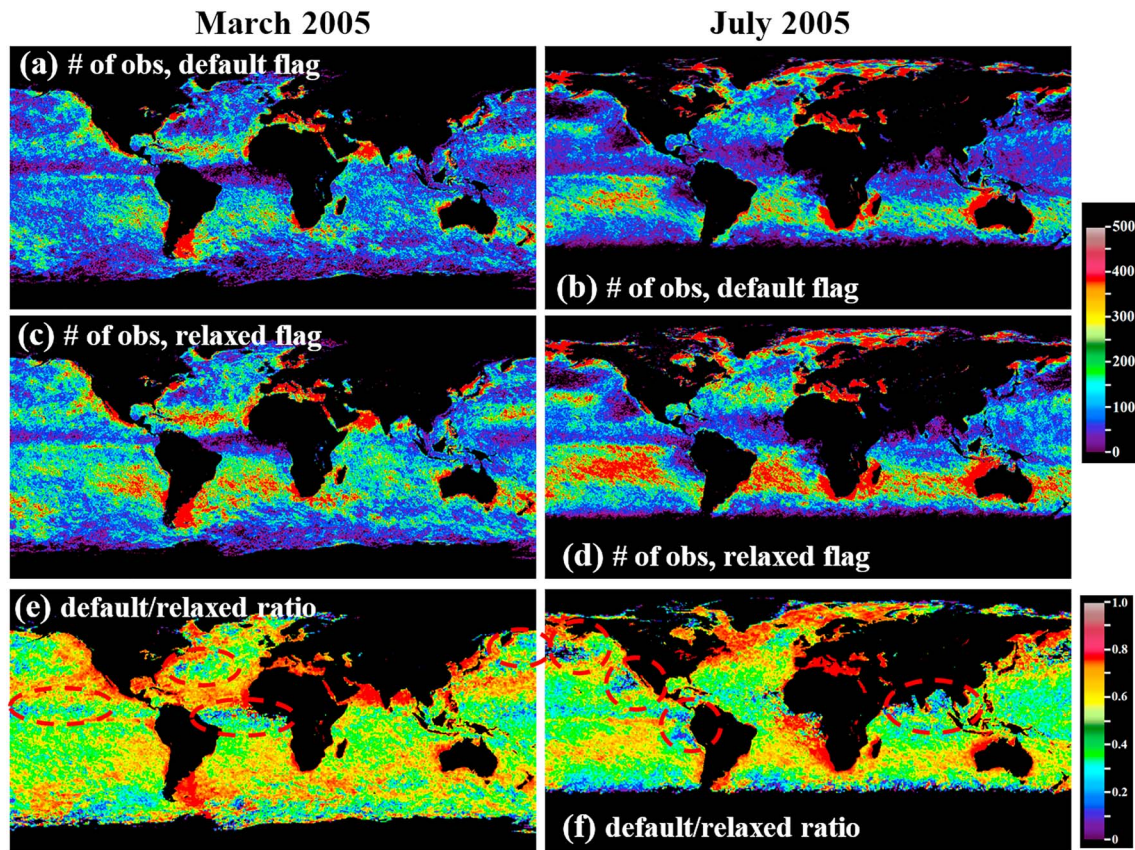 March 2005
July 2005
(a) # of obs, default flag
(b) # of obs, default flag
(c) # of obs, relaxed flag
(d) # of obs, relaxed flag
500
400
300
200
100
0
(e) default/relaxed ratio
(f) default/relaxed ratio
1.0
0.8
0.6
0.4
0.2
0